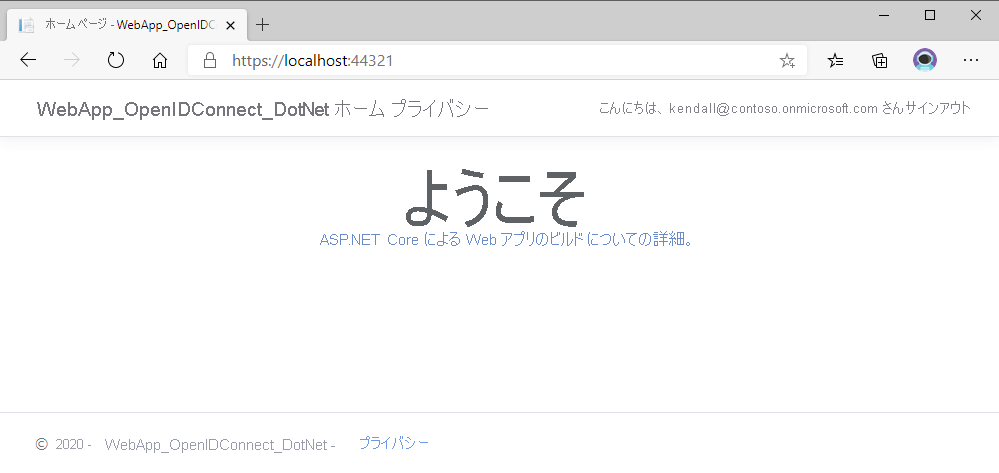 ホーム ページ - WebApp_OpenIDC
https://localhost:44321
WebApp_OpenIDConnect_DotNet ホーム プライバシー こんにちは、kendall@contoso.onmicrosoft.com さんサインアウト
ようこそ
ASP.NET Core による Web アプリのビルドについての詳細。
© 2020 - WebApp_OpenIDConnect_DotNet - プライバシー